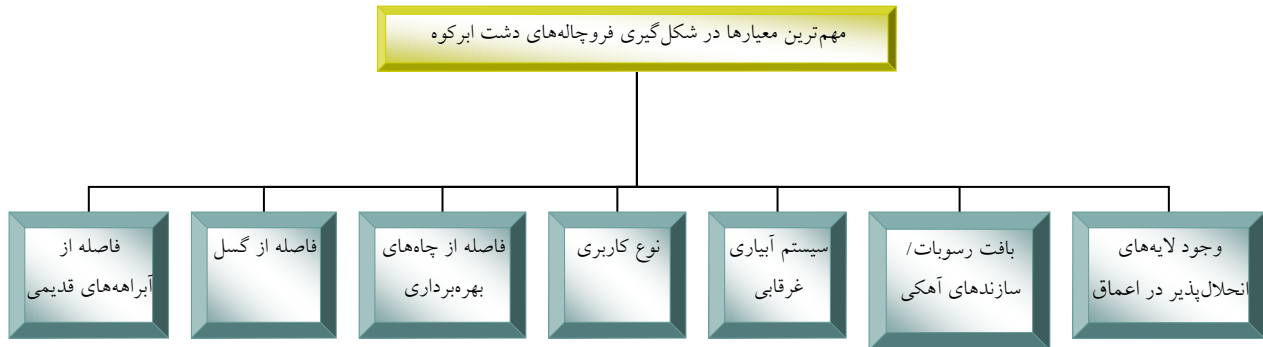 مهم‌ترین معیارها در شکل‌گیری فروچاله‌های دشت ابرکوه
وجود لایه‌های
انحلال‌پذیر در اعماق
بافت رسوبات/
سازندهای آهکی
سیستم آبیاری
غرقابی
نوع کاربری
فاصله از چاه‌های
بهره‌برداری
فاصله از گسل
فاصله از
آبراهه‌های قدیمی